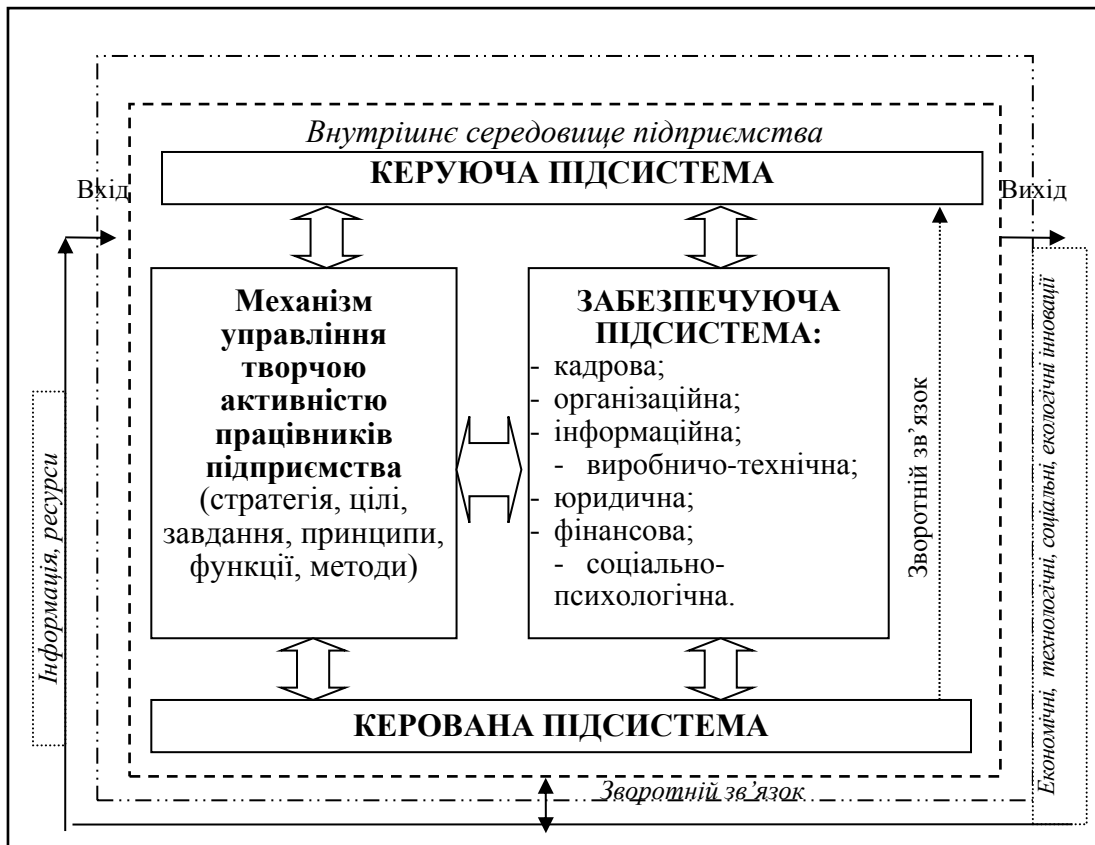 Внутрішнє середовище підприємства
КЕРУЮЧА ПІДСИСТЕМА
Вхід
Вихід
Механізм
управління
творчою
активністю
працівників
підприємства
(стратегія, цілі,
завдання, принципи,
функції, методи)
ЗАБЕЗПЕЧУЮЧА
ПІДСИСТЕМА:
- кадрова;
- організаційна;
- інформаційна;
- виробничо-технічна;
- юридична;
- фінансова;
- соціально-
психологічна.
Зворотній зв’язок
Інформація, ресурси
Економічні, технологічні, соціальні, екологічні інновації
КЕРОВАНА ПІДСИСТЕМА
Зворотній зв’язок